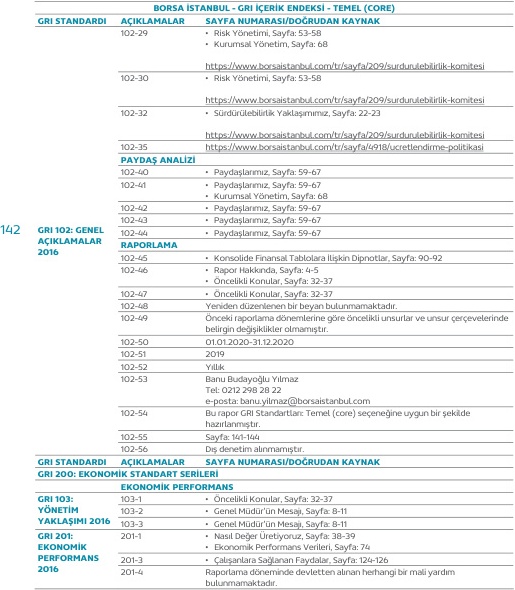 BORSA İSTANBUL - GRI İÇERİK ENDEKSİ - TEMEL (CORE)
GRI STANDARDI AÇIKLAMALAR SAYFA NUMARASI/DOĞRUDAN KAYNAK
102-29 • Risk Yönetimi, Sayfa: 53-58
• Kurumsal Yönetim, Sayfa: 68
https://www.borsaistanbul.com/tr/sayfa/209/surdurulebilirlik-komitesi
102-30 • Risk Yönetimi, Sayfa: 53-58
https://www.borsaistanbul.com/tr/sayfa/209/surdurulebilirlik-komitesi
102-32 • Sürdürülebilirlik Yaklaşımımız, Sayfa: 22-23
https://www.borsaistanbul.com/tr/sayfa/209/surdurulebilirlik-komitesi
102-35 https://www.borsaistanbul.com/tr/sayfa/4918/ucretlendirme-politikasi
PAYDAŞ ANALİZİ
102-40 • Paydaşlarımız, Sayfa: 59-67
102-41 • Paydaşlarımız, Sayfa: 59-67
• Kurumsal Yönetim, Sayfa: 68
102-42 • Paydaşlarımız, Sayfa: 59-67
102-43 • Paydaşlarımız, Sayfa: 59-67
142 GRI 102: GENEL AÇIKLAMALAR 2016
102-44 • Paydaşlarımız, Sayfa: 59-67
RAPORLAMA
102-45 • Konsolide Finansal Tablolara İlişkin Dipnotlar, Sayfa: 90-92
102-46 • Rapor Hakkında, Sayfa: 4-5
• Öncelikli Konular, Sayfa: 32-37
102-47 • Öncelikli Konular, Sayfa: 32-37
102-48 Yeniden düzenlenen bir beyan bulunmamaktadır.
102-49 Önceki raporlama dönemlerine göre öncelikli unsurlar ve unsur çerçevelerinde
belirgin değişiklikler olmamıştır.
102-50 01.01.2020-31.12.2020
102-51 2019
102-52 Yıllık
102-53 Banu Budayoğlu Yılmaz
Tel: 0212 298 28 22
e-posta: banu.yilmaz@borsaistanbul.com
102-54 Bu rapor GRI Standartları: Temel (core) seçeneğine uygun bir şekilde
hazırlanmıştır.
102-55 Sayfa: 141-144
102-56 Dış denetim alınmamıştır.
GRI STANDARDI AÇIKLAMALAR SAYFA NUMARASI/DOĞRUDAN KAYNAK
GRI 200: EKONOMİK STANDART SERİLERİ
EKONOMİK PERFORMANS
GRI 103: 103-1 • Öncelikli Konular, Sayfa: 32-37
YÖNETİM 103-2 • Genel Müdür'ün Mesajı, Sayfa: 8-11
YAKLAŞIMI 2016 103-3 • Genel Müdür'ün Mesajı, Sayfa: 8-11
GRI 201: 201-1 • Nasıl Değer Üretiyoruz, Sayfa: 38-39
EKONOMİK • Ekonomik Performans Verileri, Sayfa: 74
PERFORMANS 201-3 • Çalışanlara Sağlanan Faydalar, Sayfa: 124-126
2016 201-4 Raporlama döneminde devletten alınan herhangi bir mali yardım
bulunmamaktadır.